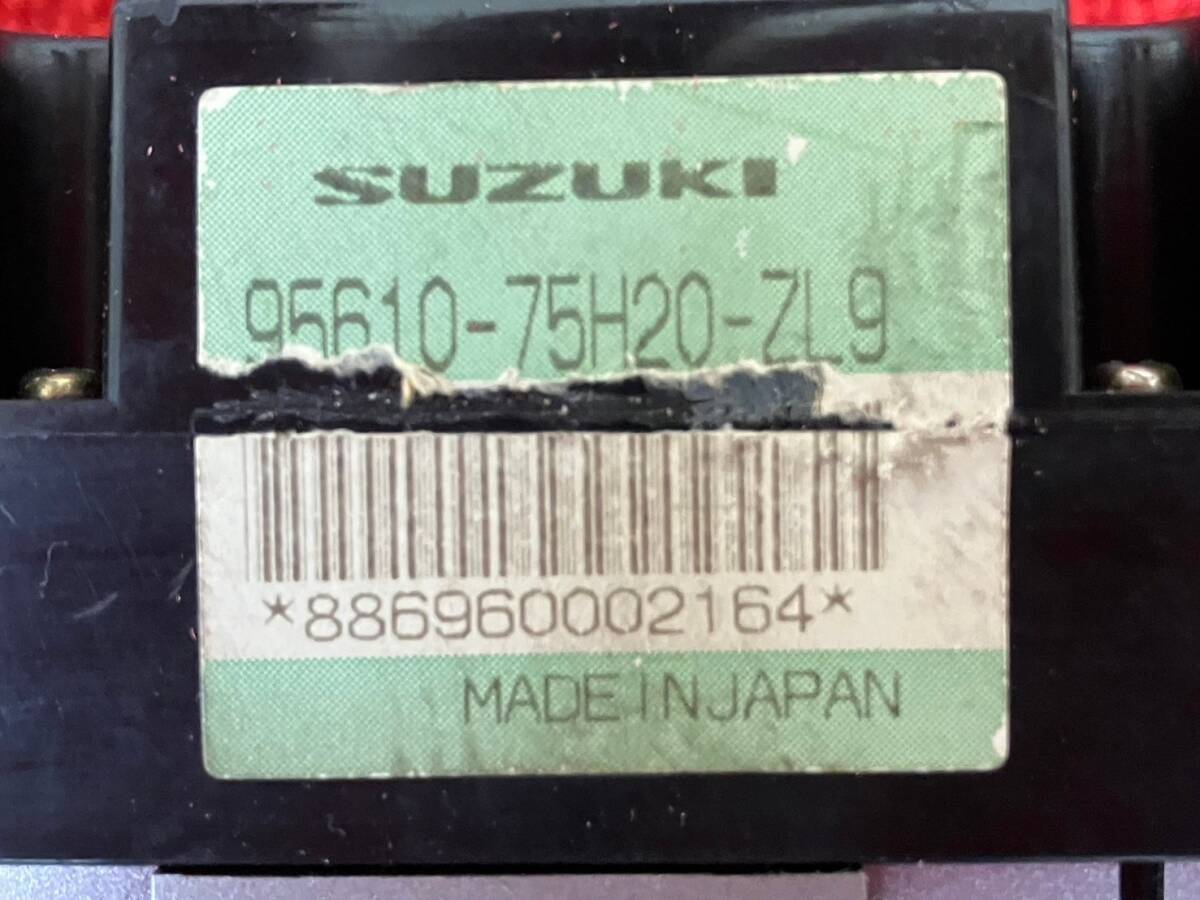 SUZUKI
95610-75H20-ZL9
*886960002164*
MADE IN JAPAN